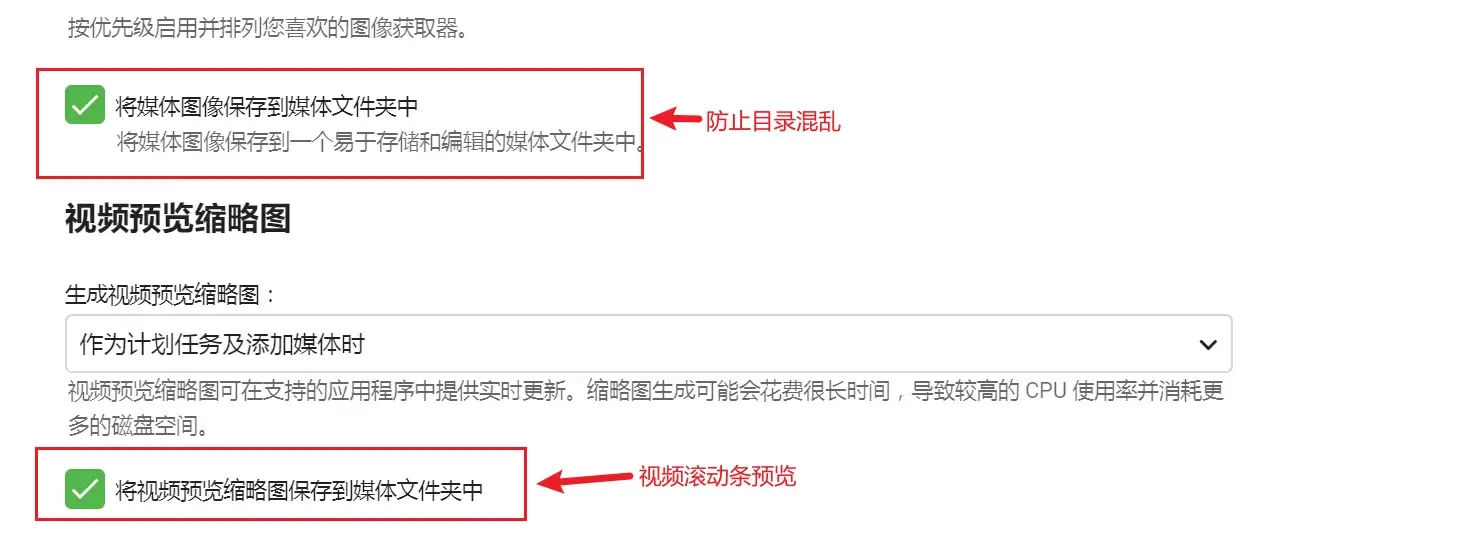 按优先级启用并排列您喜欢的图像获取器。
将媒体图像保存到媒体文件夹中
防止目录混乱
将媒体图像保存到一个易于存储和编辑的媒体文件夹中。
视频预览缩略图
生成视频预览缩略图：
作为计划任务及添加媒体时
视频预览缩略图可在支持的应用程序中提供实时更新。缩略图生成可能会花费很长时间，导致较高的 CPU 使用率并消耗更
多的磁盘空间。
将视频预览缩略图保存到媒体文件夹中
视频滚动条预览